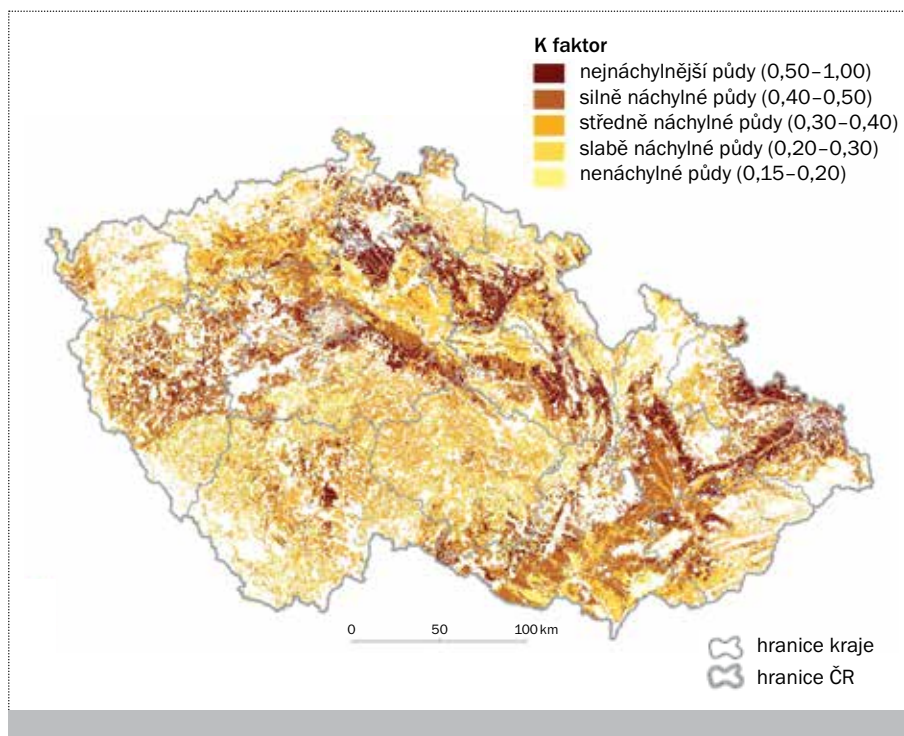 K faktor
nejnáchylnější půdy (0,50–1,00)
silně náchylné půdy (0,40–0,50)
středně náchylné půdy (0,30–0,40)
slabě náchylné půdy (0,20–0,30)
nenáchylné půdy (0,15–0,20)
0 50 100 km
hranice kraje
hranice ČR